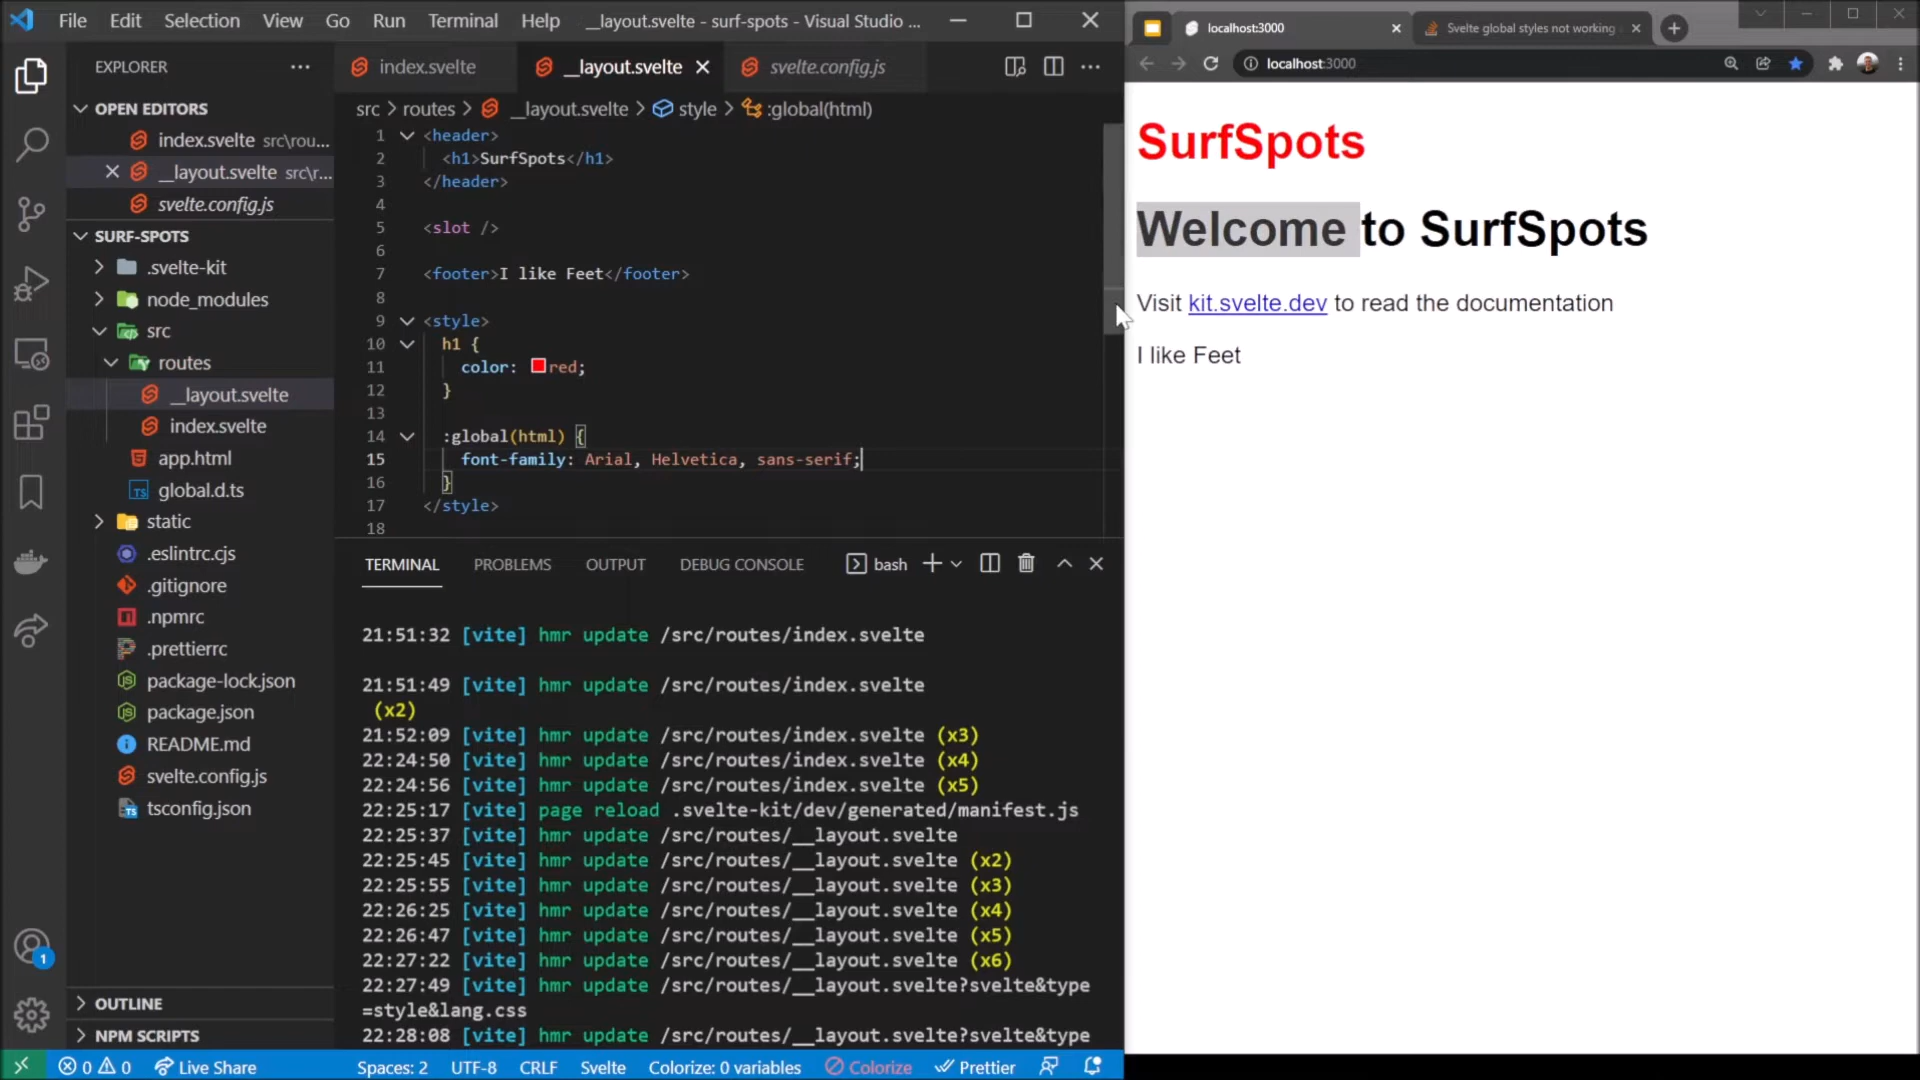 File Edit Selection View Go Run Terminal Help __layout.svelte - surf-spots - Visual Studio ...
EXPLORER
OPEN EDITORS
index.svelte src\rou...
__layout.svelte src\r...
svelte.config.js
SURF-SPOTS
.svelte-kit
node_modules
src
routes
__layout.svelte
index.svelte
app.html
TS global.d.ts
static
.eslintrc.cjs
.gitignore
.npmrc
.prettierrc
package-lock.json
package.json
README.md
svelte.config.js
TS tsconfig.json
OUTLINE
NPM SCRIPTS
1
index.svelte __layout.svelte svelte.config.js
src > routes > __layout.svelte > style > :global(html)
1 <header>
2 <h1>SurfSpots</h1>
3 </header>
4
5 <slot />
6
7 <footer>I like Feet</footer>
8
9 <style>
10 h1 {
11 color: red;
12 }
13
14 :global(html) {
15 font-family: Arial, Helvetica, sans-serif;
16 }
17 </style>
18
TERMINAL PROBLEMS OUTPUT DEBUG CONSOLE bash
21:51:32 [vite] hmr update /src/routes/index.svelte
21:51:49 [vite] hmr update /src/routes/index.svelte
(x2)
21:52:09 [vite] hmr update /src/routes/index.svelte (x3)
22:24:50 [vite] hmr update /src/routes/index.svelte (x4)
22:24:56 [vite] hmr update /src/routes/index.svelte (x5)
22:25:17 [vite] page reload .svelte-kit/dev/generated/manifest.js
22:25:37 [vite] hmr update /src/routes/__layout.svelte
22:25:45 [vite] hmr update /src/routes/__layout.svelte (x2)
22:25:55 [vite] hmr update /src/routes/__layout.svelte (x3)
22:26:25 [vite] hmr update /src/routes/__layout.svelte (x4)
22:26:47 [vite] hmr update /src/routes/__layout.svelte (x5)
22:27:22 [vite] hmr update /src/routes/__layout.svelte (x6)
22:27:49 [vite] hmr update /src/routes/__layout.svelte?svelte&type
=style&lang.css
22:28:08 [vite] hmr update /src/routes/__layout.svelte?svelte&type
0 0 Live Share Spaces: 2 UTF-8 CRLF Svelte Colorize: 0 variables Colorize Prettier
localhost:3000 Svelte global styles not working
localhost:3000
SurfSpots
Welcome to SurfSpots
Visit kit.svelte.dev to read the documentation
I like Feet